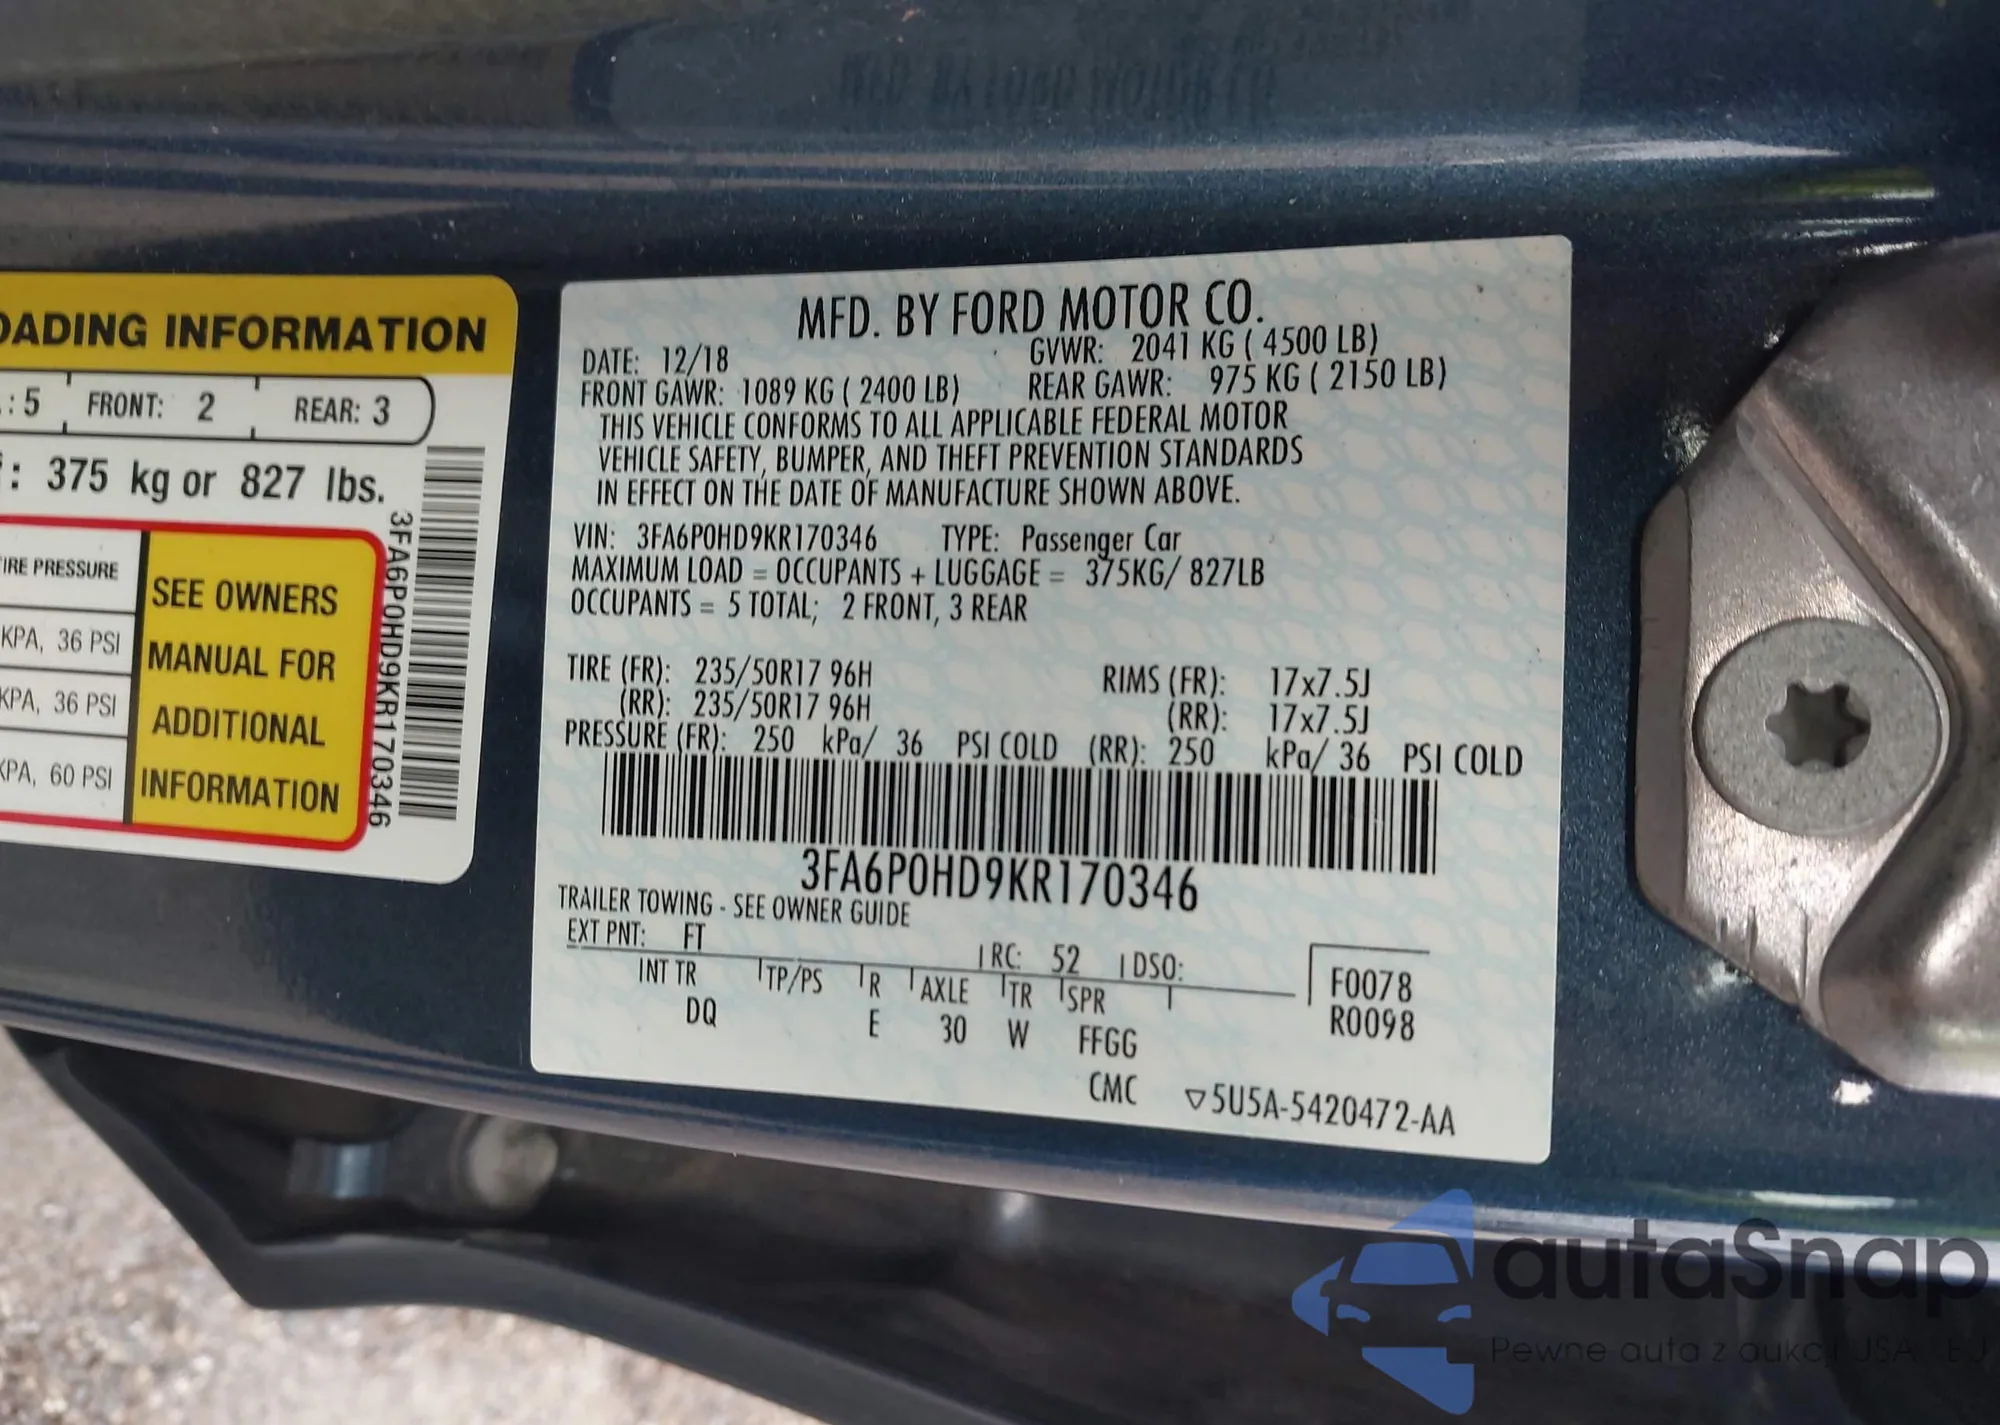 OADING INFORMATION
: 5 FRONT: 2 REAR: 3
: 375 kg or 827 lbs.
IRE PRESSURE
KPA, 36 PSI
KPA, 36 PSI
KPA, 60 PSI
SEE OWNERS
MANUAL FOR
ADDITIONAL
INFORMATION
3FA6P0HD9KR170346
MFD. BY FORD MOTOR CO.
DATE: 12/18 GVWR: 2041 KG ( 4500 LB)
FRONT GAWR: 1089 KG ( 2400 LB) REAR GAWR: 975 KG ( 2150 LB)
THIS VEHICLE CONFORMS TO ALL APPLICABLE FEDERAL MOTOR
VEHICLE SAFETY, BUMPER, AND THEFT PREVENTION STANDARDS
IN EFFECT ON THE DATE OF MANUFACTURE SHOWN ABOVE.
VIN: 3FA6P0HD9KR170346 TYPE: Passenger Car
MAXIMUM LOAD = OCCUPANTS + LUGGAGE = 375KG/ 827LB
OCCUPANTS = 5 TOTAL; 2 FRONT, 3 REAR
TIRE (FR): 235/50R17 96H RIMS (FR): 17x7.5J
(RR): 235/50R17 96H (RR): 17x7.5J
PRESSURE (FR): 250 kPa/ 36 PSI COLD (RR): 250 kPa/ 36 PSI COLD
3FA6P0HD9KR170346
TRAILER TOWING - SEE OWNER GUIDE
EXT PNT: FT RC: 52 DSO:
INT TR TP/PS R AXLE TR SPR F0078
DQ E 30 W FFGG R0098
CMC ▽5U5A-5420472-AA
autaSnap
Pewne auta z aukcji USA i EU